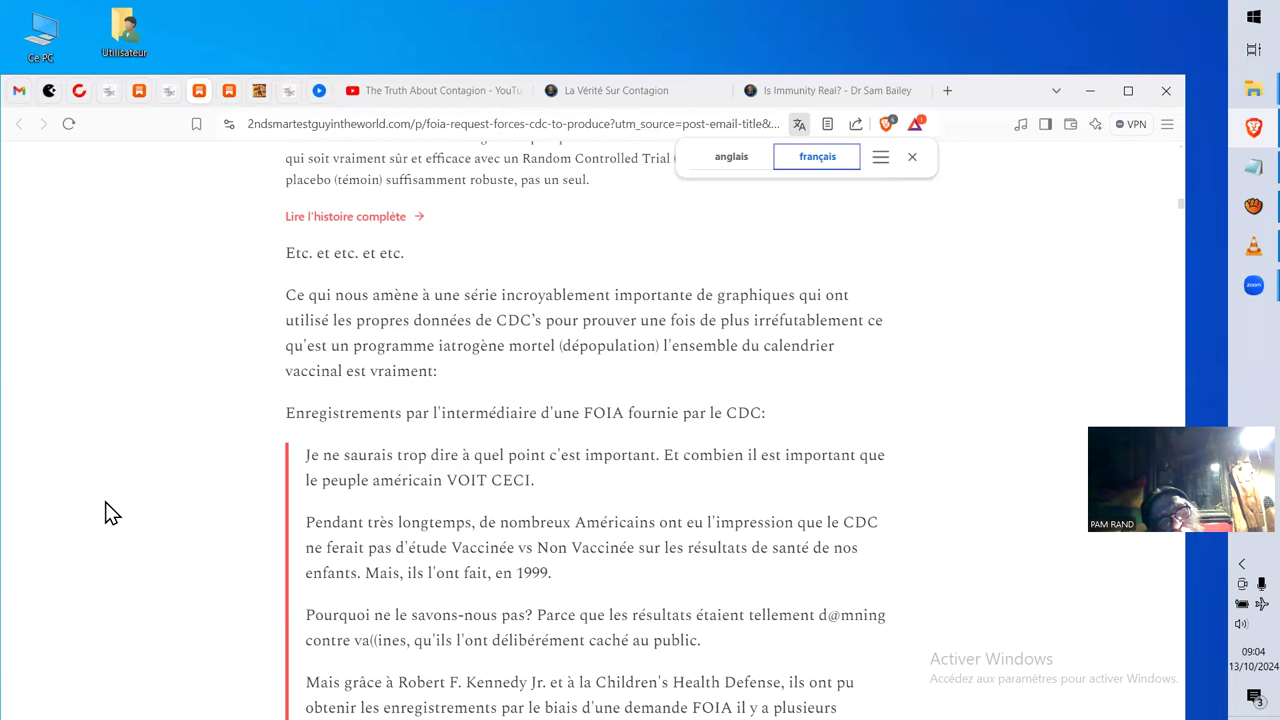 Ce PC
Utilisateur
The Truth About Contagion - YouTu
La Vérité Sur Contagion
Is Immunity Real? - Dr Sam Bailey
2ndsmartestguyintheworld.com/p/foia-request-forces-cdc-to-produce?utm_source=post-email-title&...
VPN
anglais
français
qui soit vraiment sûr et efficace avec un Random Controlled Trial (
placebo (témoin) suffisamment robuste, pas un seul.
Lire l'histoire complète →
Etc. et etc. et etc.
Ce qui nous amène à une série incroyablement importante de graphiques qui ont
utilisé les propres données de CDC's pour prouver une fois de plus irréfutablement ce
qu'est un programme iatrogène mortel (dépopulation) l'ensemble du calendrier
vaccinal est vraiment:
Enregistrements par l'intermédiaire d'une FOIA fournie par le CDC:
Je ne saurais trop dire à quel point c'est important. Et combien il est important que
le peuple américain VOIT CECI.
Pendant très longtemps, de nombreux Américains ont eu l'impression que le CDC
ne ferait pas d'étude Vaccinée vs Non Vaccinée sur les résultats de santé de nos
enfants. Mais, ils l'ont fait, en 1999.
Pourquoi ne le savons-nous pas? Parce que les résultats étaient tellement d@mning
contre va((ines, qu'ils l'ont délibérément caché au public.
Mais grâce à Robert F. Kennedy Jr. et à la Children's Health Defense, ils ont pu
obtenir les enregistrements par le biais d'une demande FOIA il y a plusieurs
PAM RAND
zoom
Activer Windows
Accédez aux paramètres pour activer Windows.
09:04
13/10/2024
3